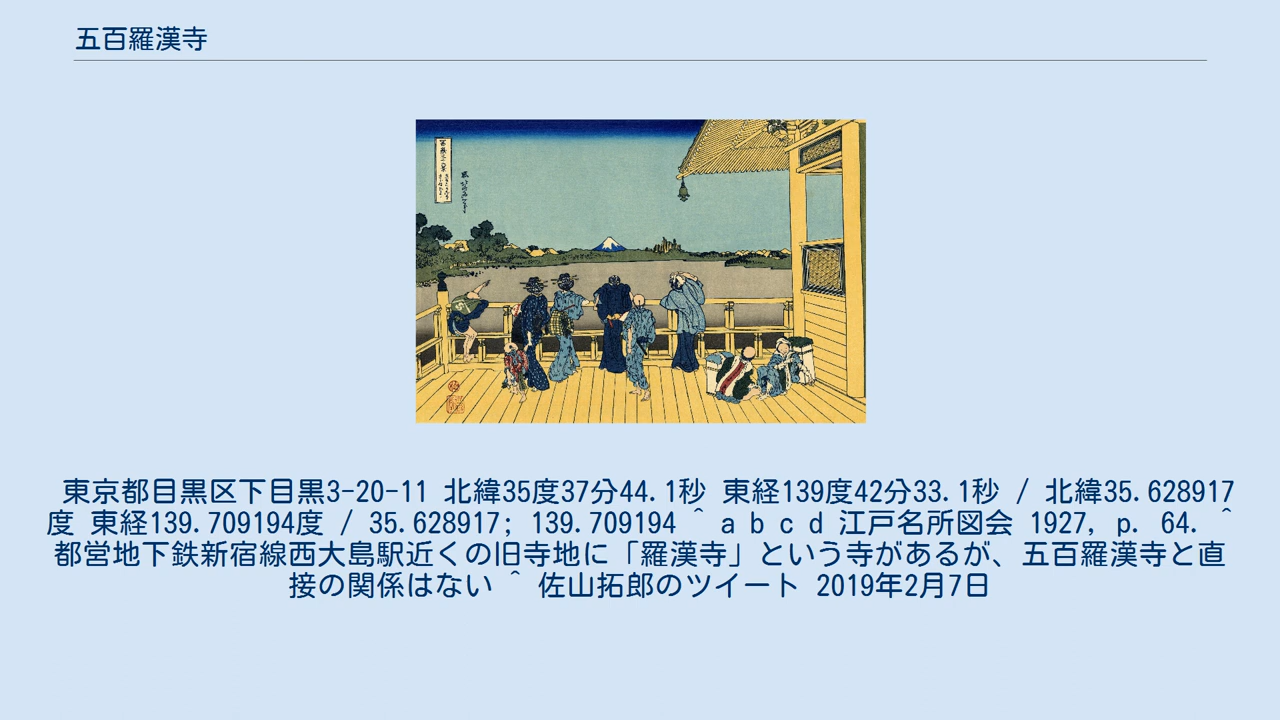 五百羅漢寺
東京都目黒区下目黒3-20-11 北緯35度37分44.1秒 東経139度42分33.1秒 / 北緯35.628917
度 東経139.709194度 / 35.628917; 139.709194 ^ a b c d 江戸名所図会 1927, p. 64. ^
都営地下鉄新宿線西大島駅近くの旧寺地に「羅漢寺」という寺があるが、五百羅漢寺と直
接の関係はない ^ 佐山拓郎のツイート 2019年2月7日